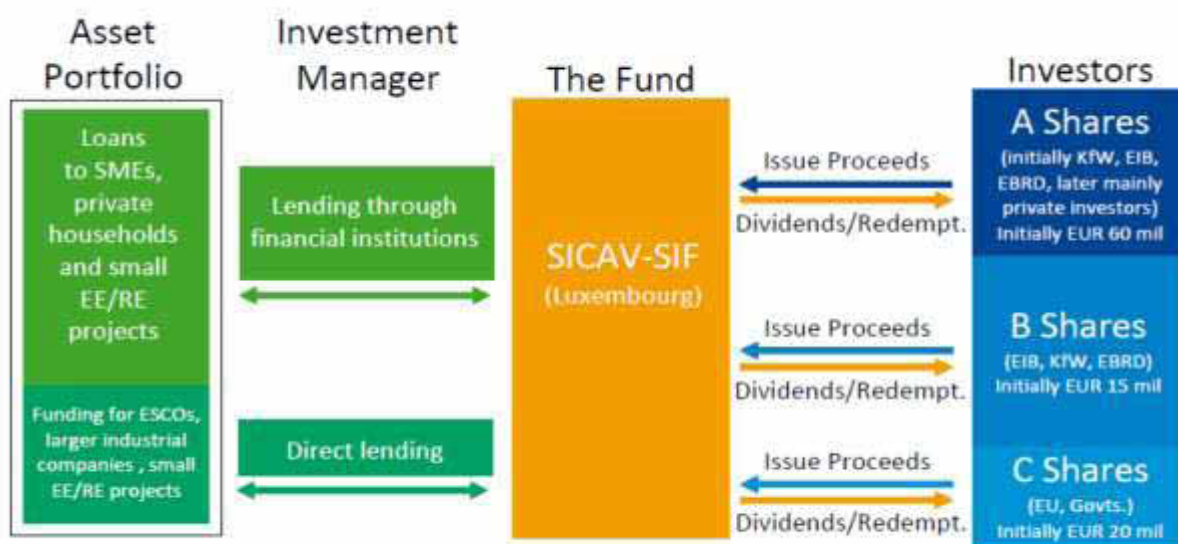 Asset
Portfolio
Loans
to SMEs,
private
households
and small
EE/RE
projects
Funding for ESCOs,
larger industrial
companies , small
EE/RE projects
Investment
Manager
Lending through
financial institutions
Direct lending
The Fund
SICAV-SIF
(Luxembourg)
Issue Proceeds
Dividends/Redempt.
Issue Proceeds
Dividends/Redempt.
Issue Proceeds
Dividends/Redempt.
Investors
A Shares
(initially KfW, EIB,
EBRD, later mainly
private investors)
Initially EUR 60 mil
B Shares
(EIB, KfW, EBRD)
Initially EUR 15 mil
C Shares
(EU, Govts.)
Initially EUR 20 mil